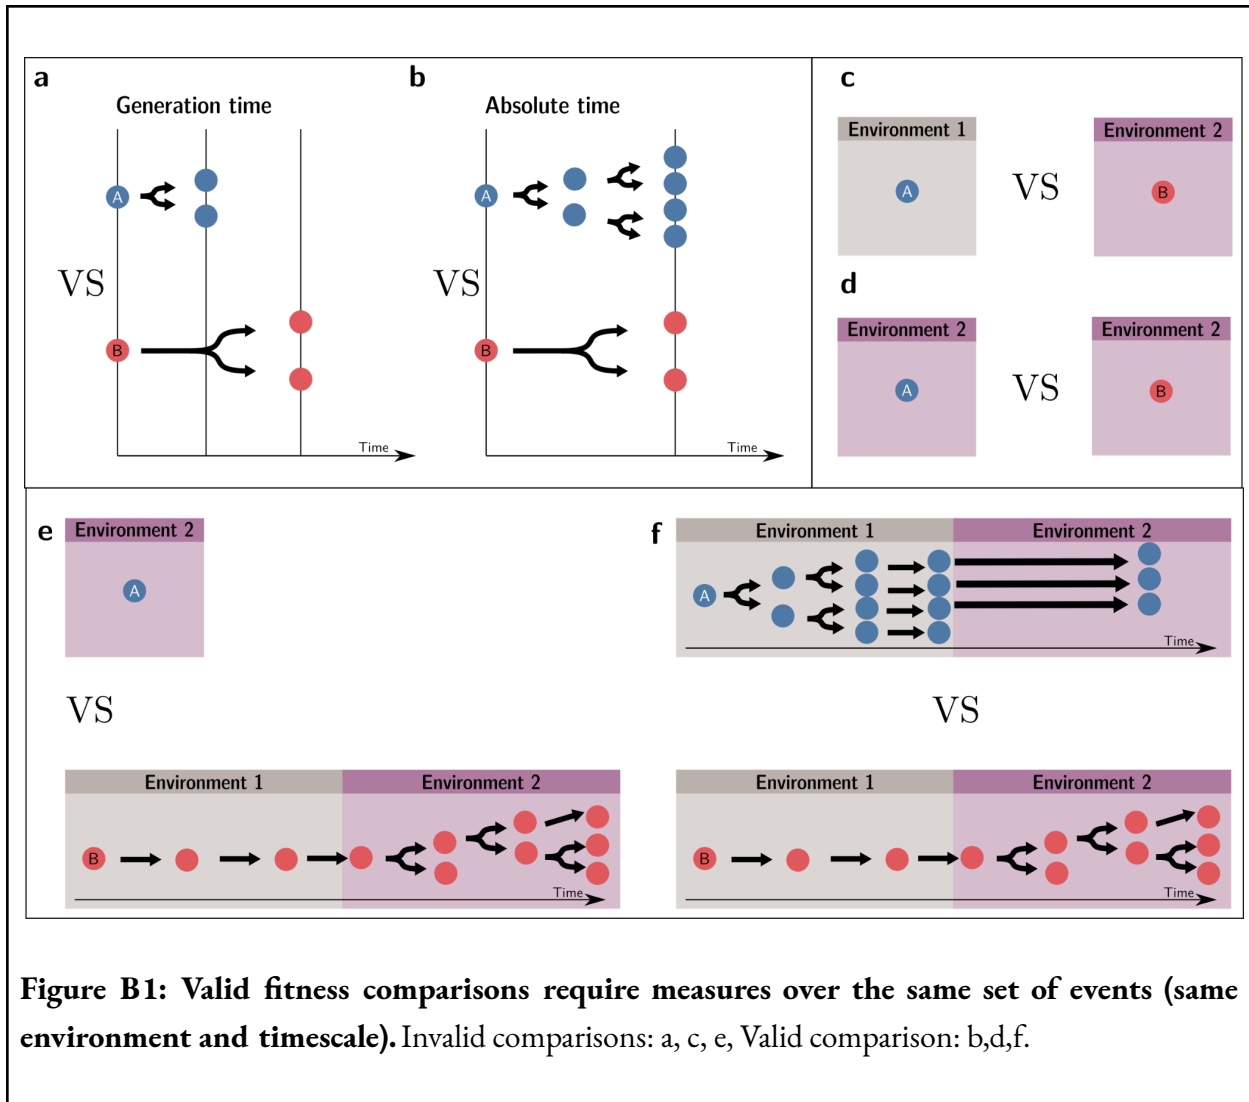 a
Generation time
A
VS
B
Time
b
Absolute time
A
B
Time
c
Environment 1
A
VS
Environment 2
B
d
Environment 2
A
VS
Environment 2
B
e
Environment 2
A
VS
Environment 1 Environment 2
B
Time
f
Environment 1 Environment 2
A
Time
VS
Environment 1 Environment 2
B
Time
Figure B1: Valid fitness comparisons require measures over the same set of events (same
environment and timescale). Invalid comparisons: a, c, e, Valid comparison: b,d,f.